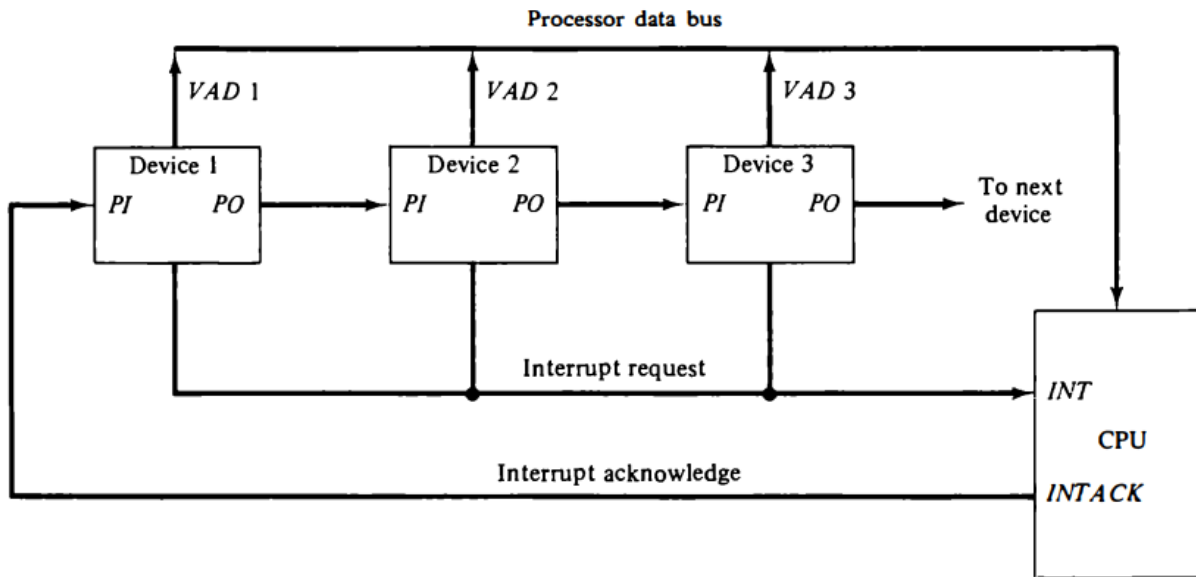 Processor data bus
VAD 1
VAD 2
VAD 3
Device 1
Device 2
Device 3
PI
PO
PI
PO
PI
PO
To next
device
Interrupt request
INT
CPU
Interrupt acknowledge
INTACK